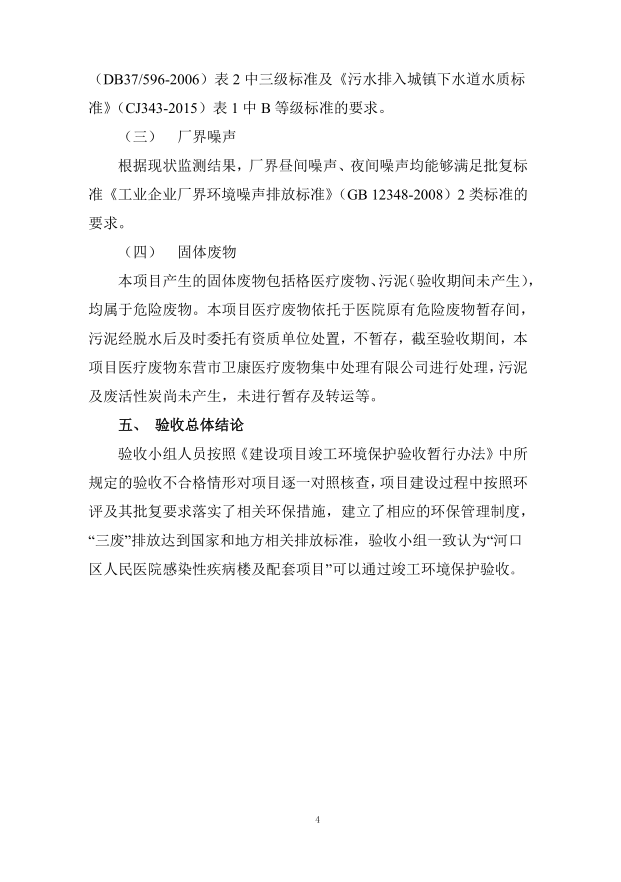 （DB37/596-2006）表 2 中三级标准及《污水排入城镇下水道水质标
准》（CJ343-2015）表 1 中 B 等级标准的要求。
（三） 厂界噪声
根据现状监测结果，厂界昼间噪声、夜间噪声均能够满足批复标
准《工业企业厂界环境噪声排放标准》（GB 12348-2008）2 类标准的
要求。
（四） 固体废物
本项目产生的固体废物包括格医疗废物、污泥（验收期间未产生），
均属于危险废物。本项目医疗废物依托于医院原有危险废物暂存间，
污泥经脱水后及时委托有资质单位处置，不暂存，截至验收期间，本
项目医疗废物东营市卫康医疗废物集中处理有限公司进行处理，污泥
及废活性炭尚未产生，未进行暂存及转运等。
五、 验收总体结论
验收小组人员按照《建设项目竣工环境保护验收暂行办法》中所
规定的验收不合格情形对项目逐一对照核查，项目建设过程中按照环
评及其批复要求落实了相关环保措施，建立了相应的环保管理制度，
“三废”排放达到国家和地方相关排放标准，验收小组一致认为“河口
区人民医院感染性疾病楼及配套项目”可以通过竣工环境保护验收。
4